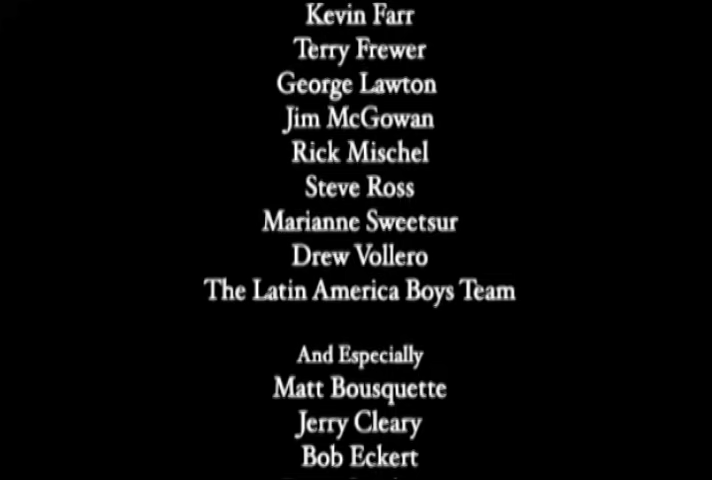 Kevin Farr
Terry Frewer
George Lawton
Jim McGowan
Rick Mischel
Steve Ross
Marianne Sweetsur
Drew Vollero
The Latin America Boys Team
And Especially
Matt Bousquette
Jerry Cleary
Bob Eckert